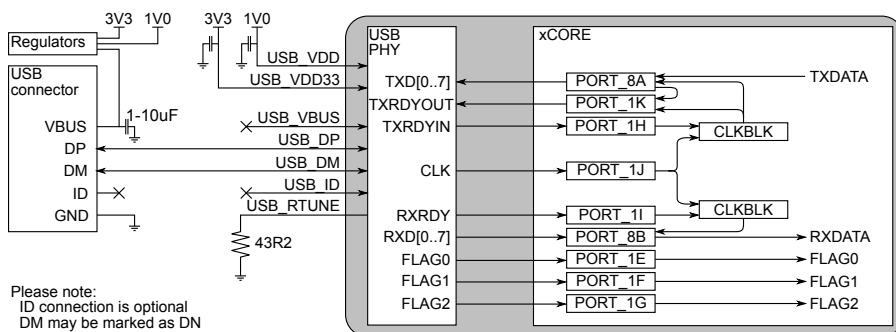 3V3 1V0
Regulators
USB
connector
1-10uF
VBUS
DP
DM
ID
GND
Please note:
ID connection is optional
DM may be marked as DN
3V3 1V0
USB_VDD
USB_VDD33
USB_VBUS
USB_DP
USB_DM
USB_ID
USB_RTUNE
43R2
USB
PHY
TXD[0..7]
TXRDYOUT
TXRDYIN
CLK
RXRDY
RXD[0..7]
FLAG0
FLAG1
FLAG2
xCORE
PORT_8A
PORT_1K
PORT_1H
PORT_1J
PORT_1I
PORT_8B
PORT_1E
PORT_1F
PORT_1G
CLKBLK
CLKBLK
TXDATA
RXDATA
FLAG0
FLAG1
FLAG2